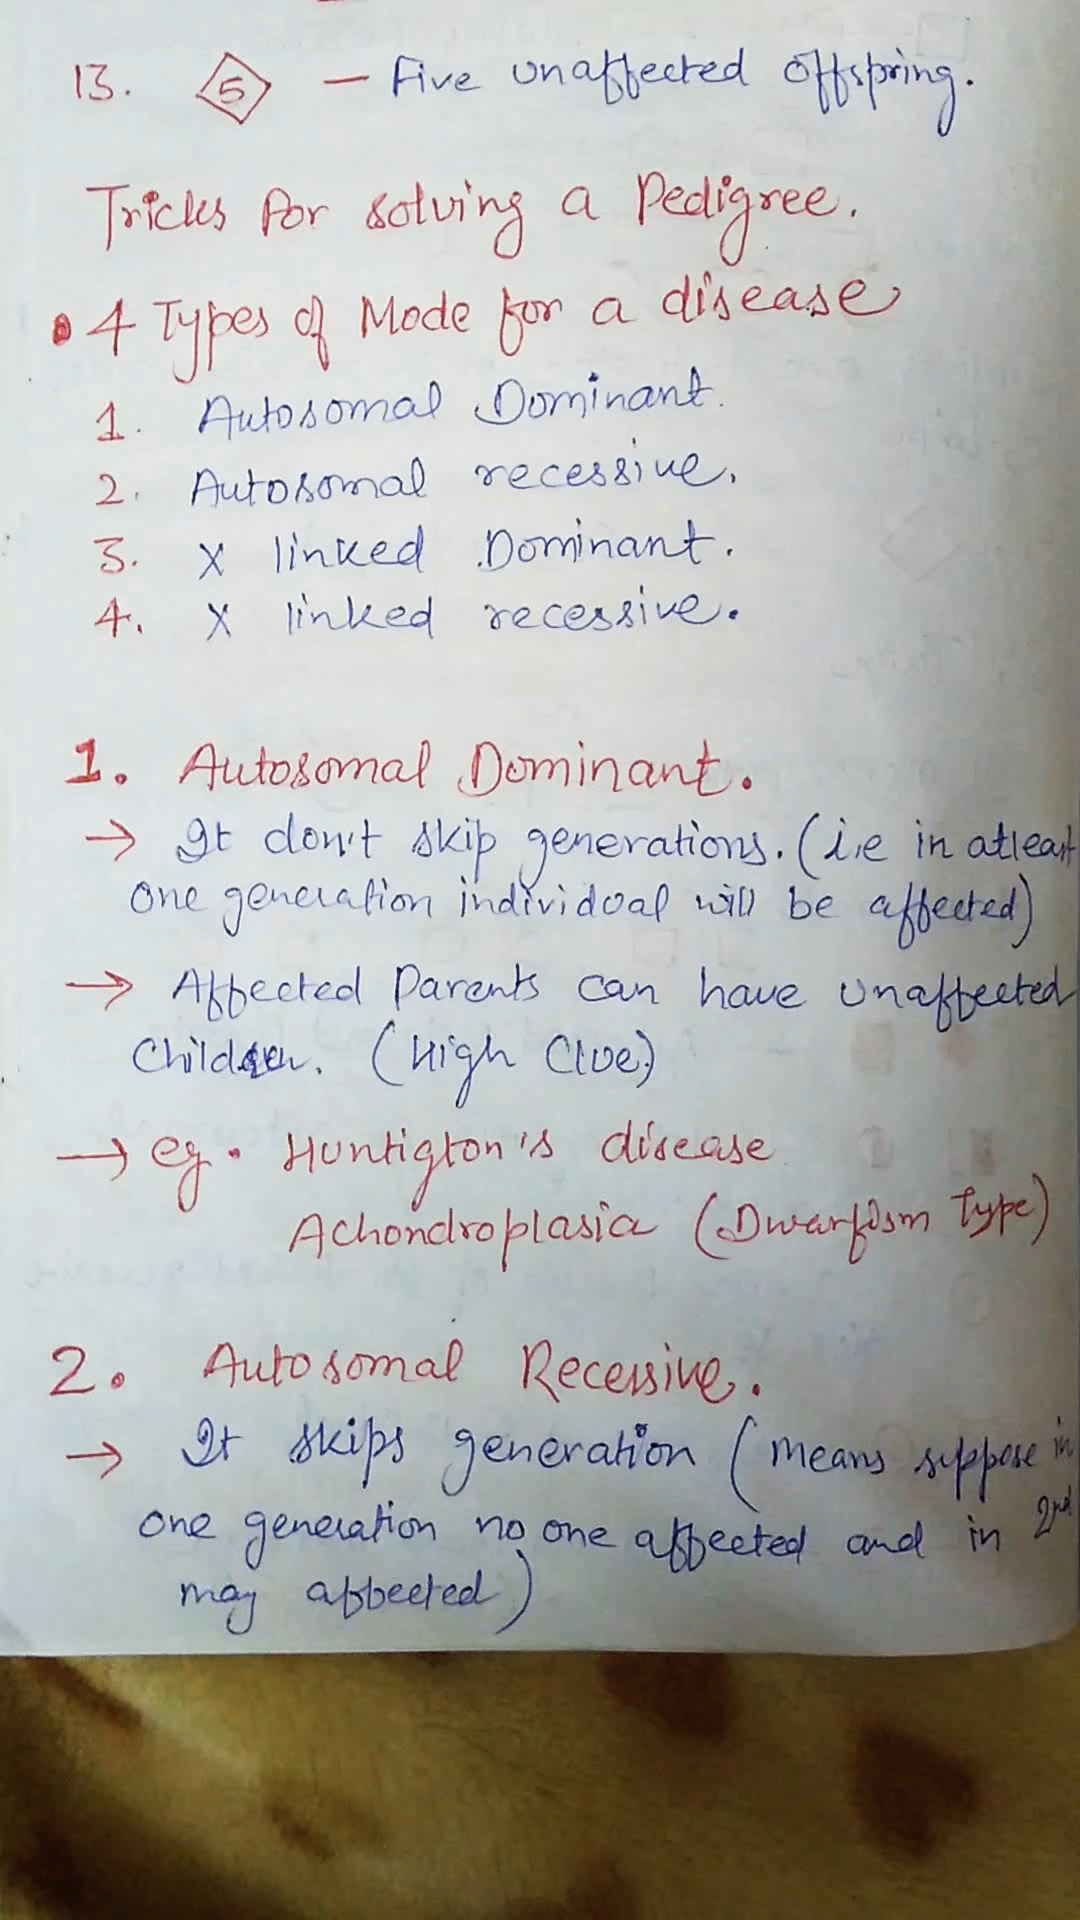 13. 5 — Five unaffected offspring.
Tricks for solving a Pedigree.
• 4 Types of Mode for a disease
1. Autosomal Dominant.
2. Autosomal recessive.
3. X linked Dominant.
4. X linked recessive.
1. Autosomal Dominant.
→ It don't skip generations. (i.e in atleast
one generation individual will be affected)
→ Affected Parents can have unaffected
Children. (High Clue)
→ eg. Huntigton's disease
Achondroplasia (Dwarfism Type)
2. Autosomal Recessive.
→ It skips generation (means suppose in
one generation no one affected and in 2nd
may affected)